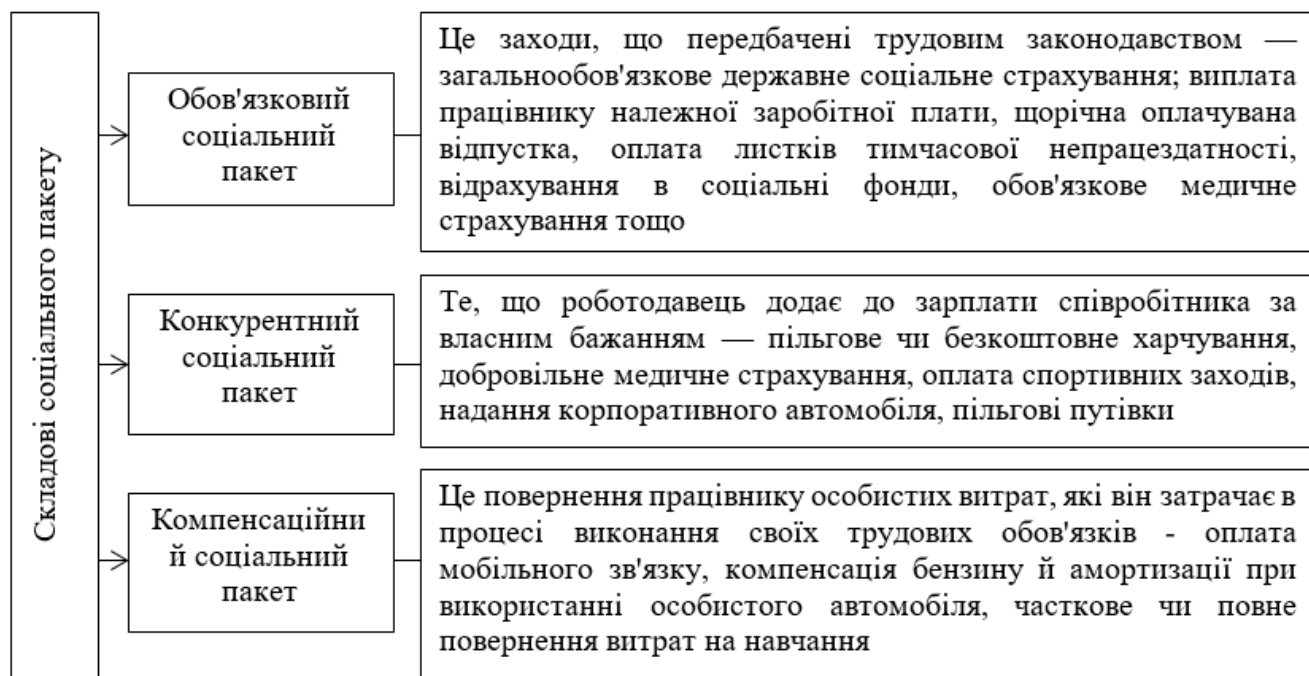 Складові соціального пакету
Обов'язковий
соціальний
пакет
Це заходи, що передбачені трудовим законодавством —
загальнообов'язкове державне соціальне страхування; виплата
працівнику належної заробітної плати, щорічна оплачувана
відпустка, оплата листків тимчасової непрацездатності,
відрахування в соціальні фонди, обов'язкове медичне
страхування тощо
Конкурентний
соціальний
пакет
Те, що роботодавець додає до зарплати співробітника за
власним бажанням — пільгове чи безкоштовне харчування,
добровільне медичне страхування, оплата спортивних заходів,
надання корпоративного автомобіля, пільгові путівки
Компенсаційни
й соціальний
пакет
Це повернення працівнику особистих витрат, які він затрачає в
процесі виконання своїх трудових обов'язків - оплата
мобільного зв'язку, компенсація бензину й амортизації при
використанні особистого автомобіля, часткове чи повне
повернення витрат на навчання